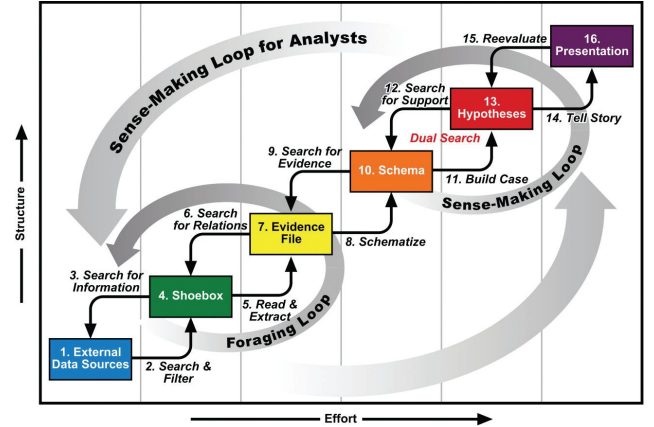 Sense-Making Loop for Analysts
15. Reevaluate
16.
Presentation
12. Search
for Support
13.
Hypotheses
14. Tell Story
Dual Search
9. Search for
Evidence
10. Schema
11. Build Case
Sense-Making Loop
6. Search
for Relations
7. Evidence
File
8. Schematize
3. Search for
Information
4. Shoebox
5. Read &
Extract
Foraging Loop
1. External
Data Sources
2. Search &
Filter
Structure
Effort